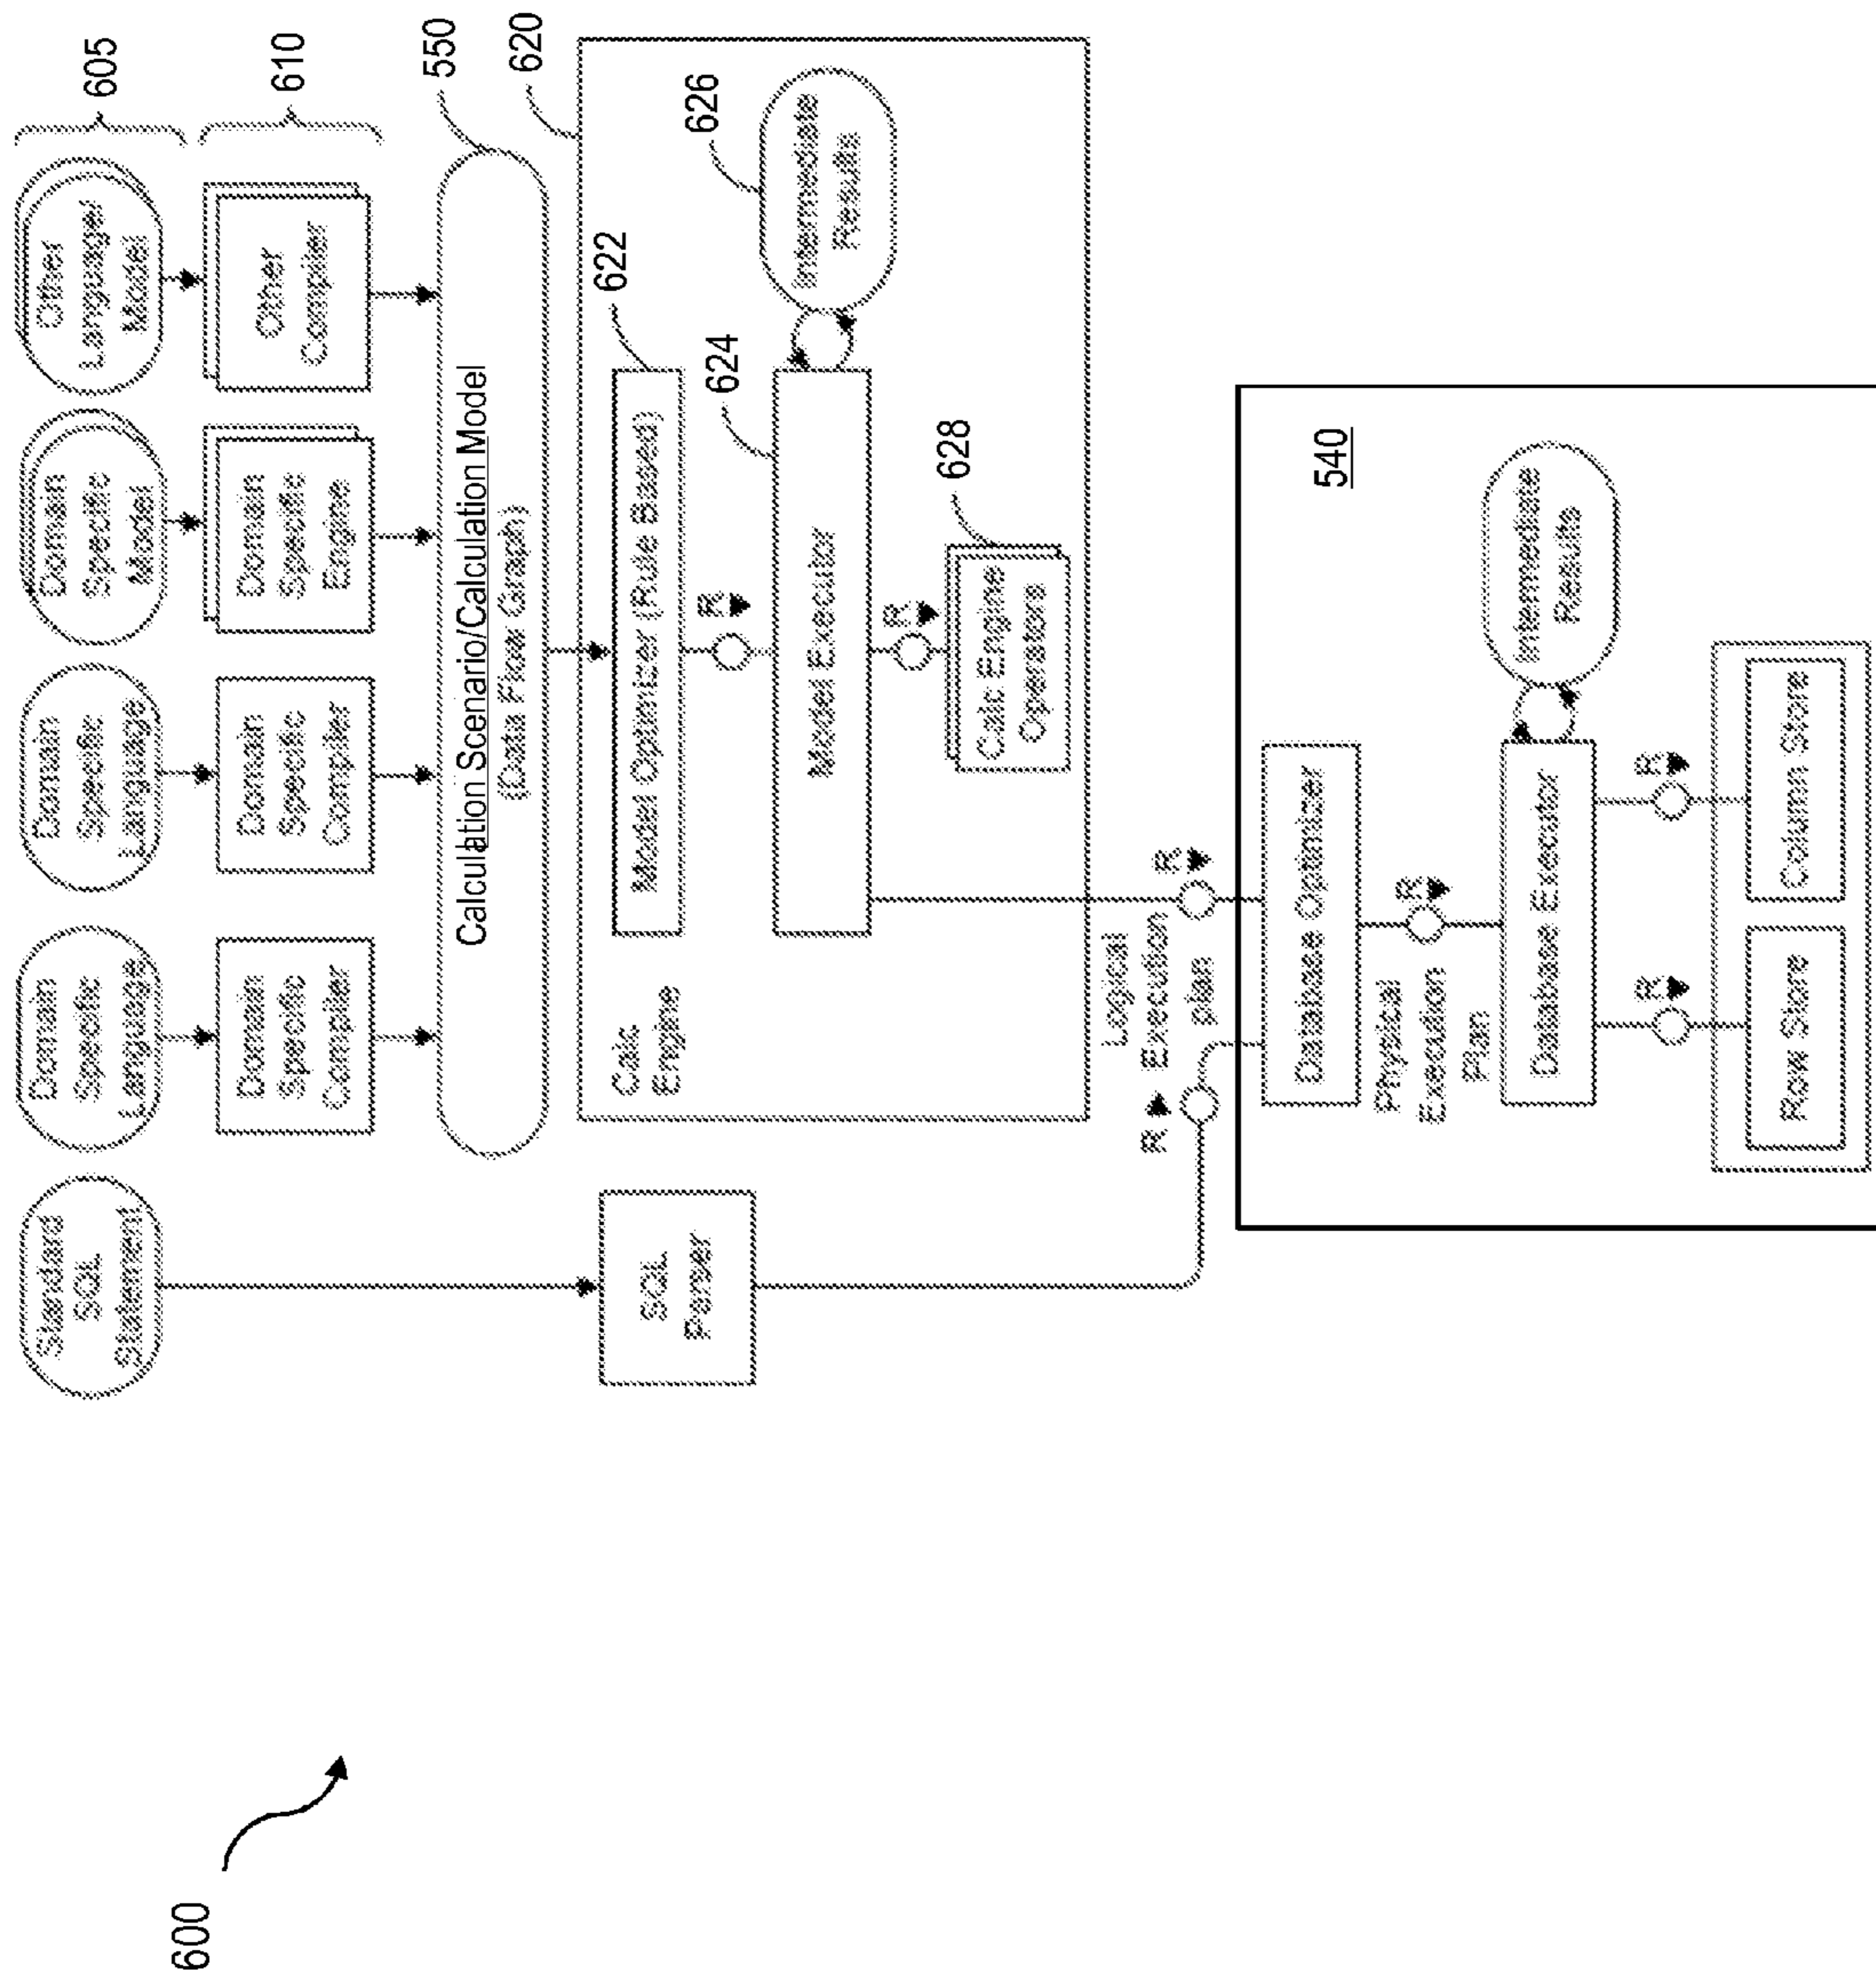 600
605
610
550
620
Standard
SQL
Statement
Domain
Specific
Language
Domain
Specific
Language
Domain
Specific
Model
Other
Language/
Model
Domain
Specific
Compiler
Domain
Specific
Compiler
Domain
Specific
Engine
Other
Compiler
Calculation Scenario/Calculation Model
(Data Flow Graph)
SQL
Parser
Calc
Engine
Model Optimizer (Rule Based)
622
R
Model Executor
624
Intermediate
Results
626
R
Calc Engine
Operators
628
R
Logical
Execution
plan
R
540
Database Optimizer
Physical
Execution
Plan
R
Database Executor
Intermediate
Results
R
R
Row Store
Column Store